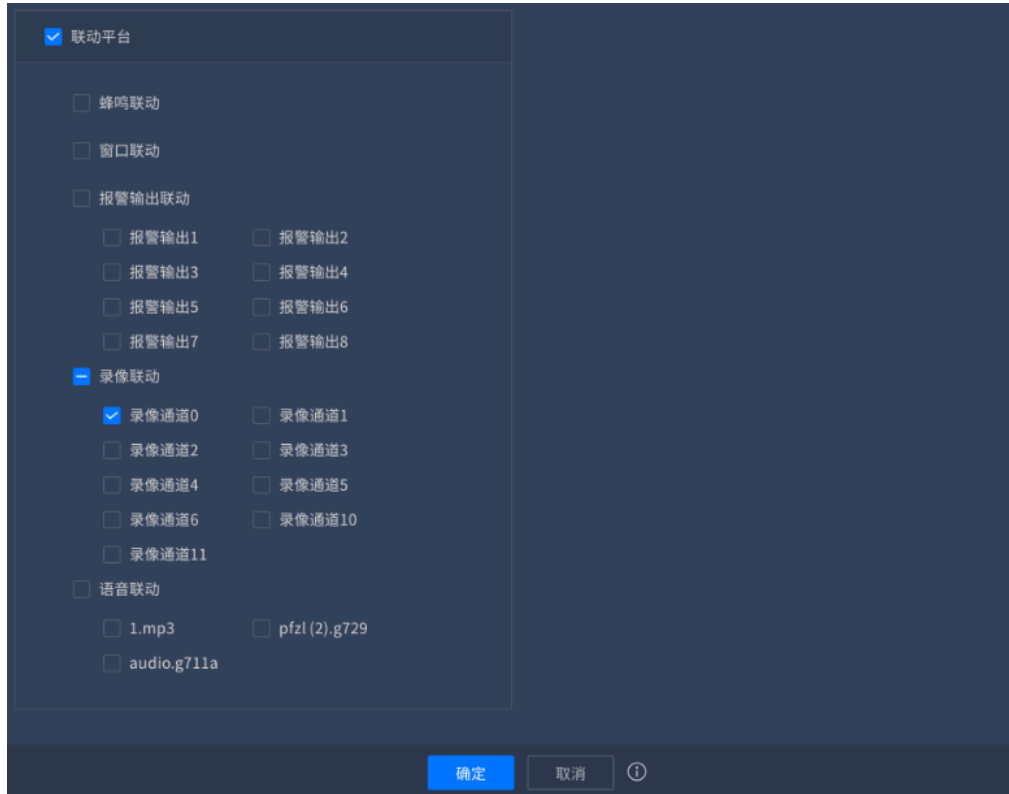 联动平台
蜂鸣联动
窗口联动
报警输出联动
报警输出1 报警输出2
报警输出3 报警输出4
报警输出5 报警输出6
报警输出7 报警输出8
录像联动
录像通道0 录像通道1
录像通道2 录像通道3
录像通道4 录像通道5
录像通道6 录像通道10
录像通道11
语音联动
1.mp3 pfzl (2).g729
audio.g711a
确定 取消